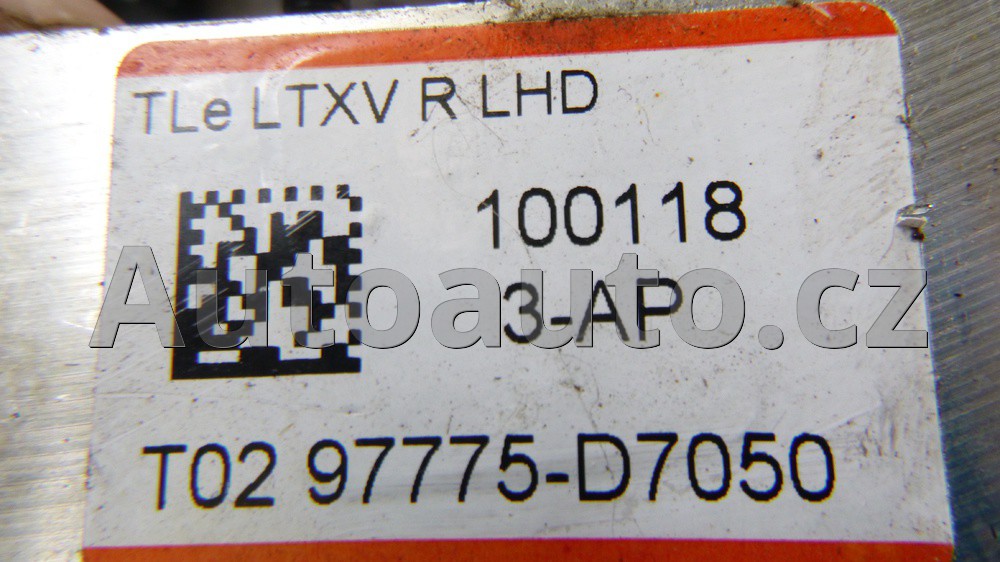 TLe LTXV R LHD
100118
Autoauto.cz
3-AP
T02 97775-D7050